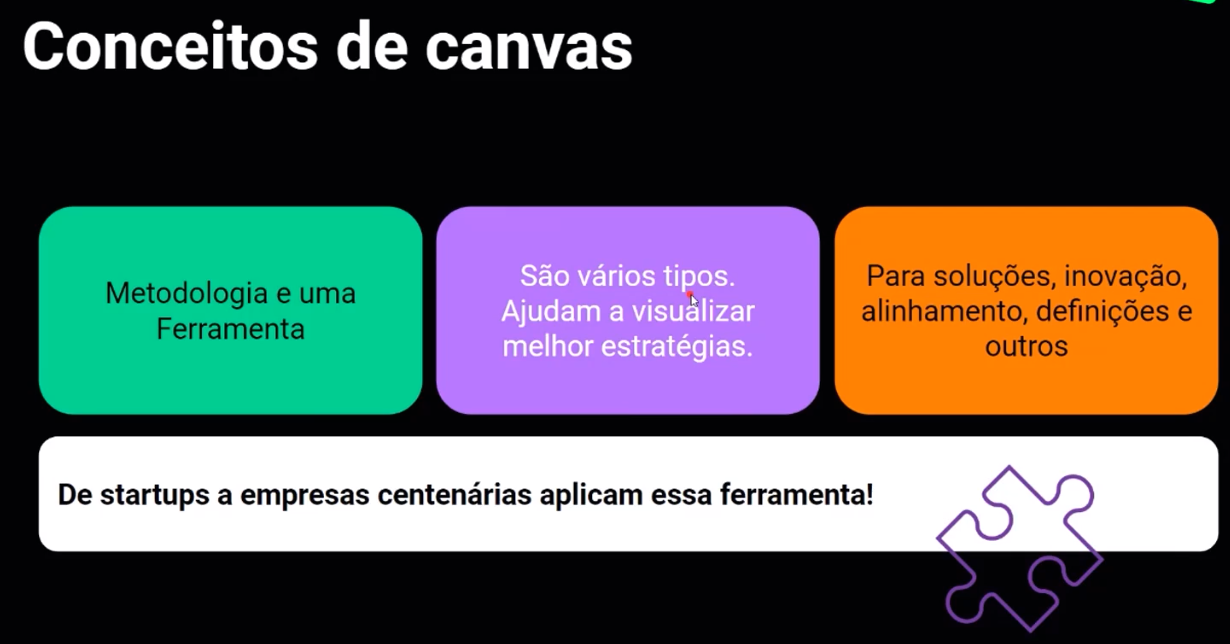 Conceitos de canvas
Metodologia e uma
Ferramenta
São vários tipos.
Ajudam a visualizar
melhor estratégias.
Para soluções, inovação,
alinhamento, definições e
outros
De startups a empresas centenárias aplicam essa ferramenta!